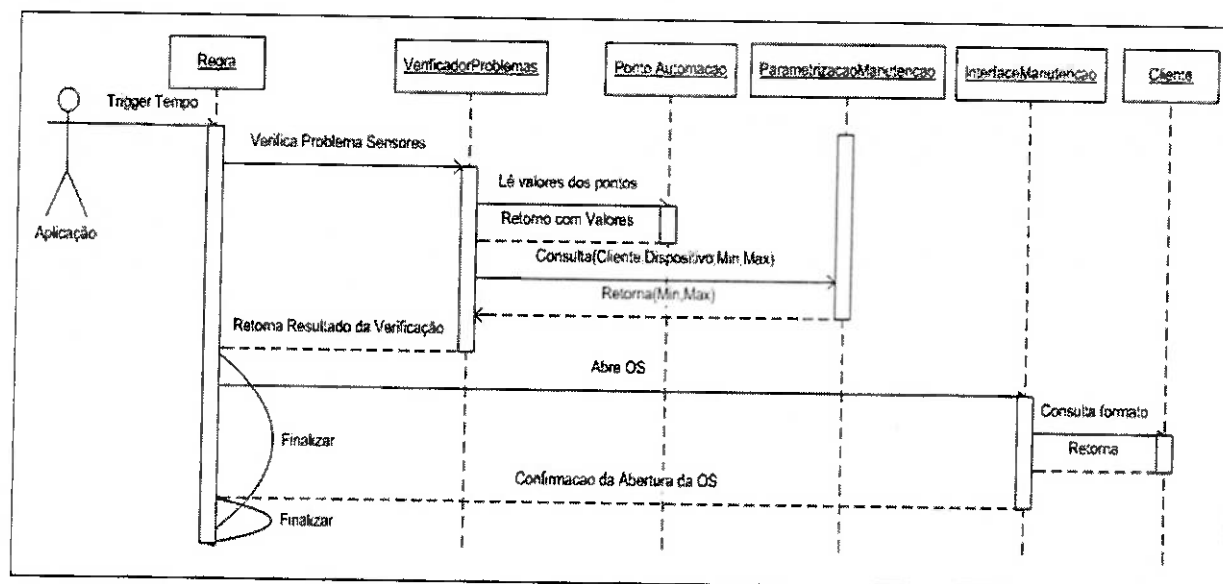 Regra
VerificadorProblemas
Ponto Automacao
ParametrizacaoManutencao
InterfaceManutencao
Cliente
Trigger Tempo
Verifica Problema Sensores
Lê valores dos pontos
Retorno com Valores
Aplicação
Consulta(Cliente,Dispositivo,Min,Max)
Retorna(Min,Max)
Retorna Resultado da Verificação
Abre OS
Consulta formato
Finalizar
Retorna
Confirmacao da Abertura da OS
Finalizar